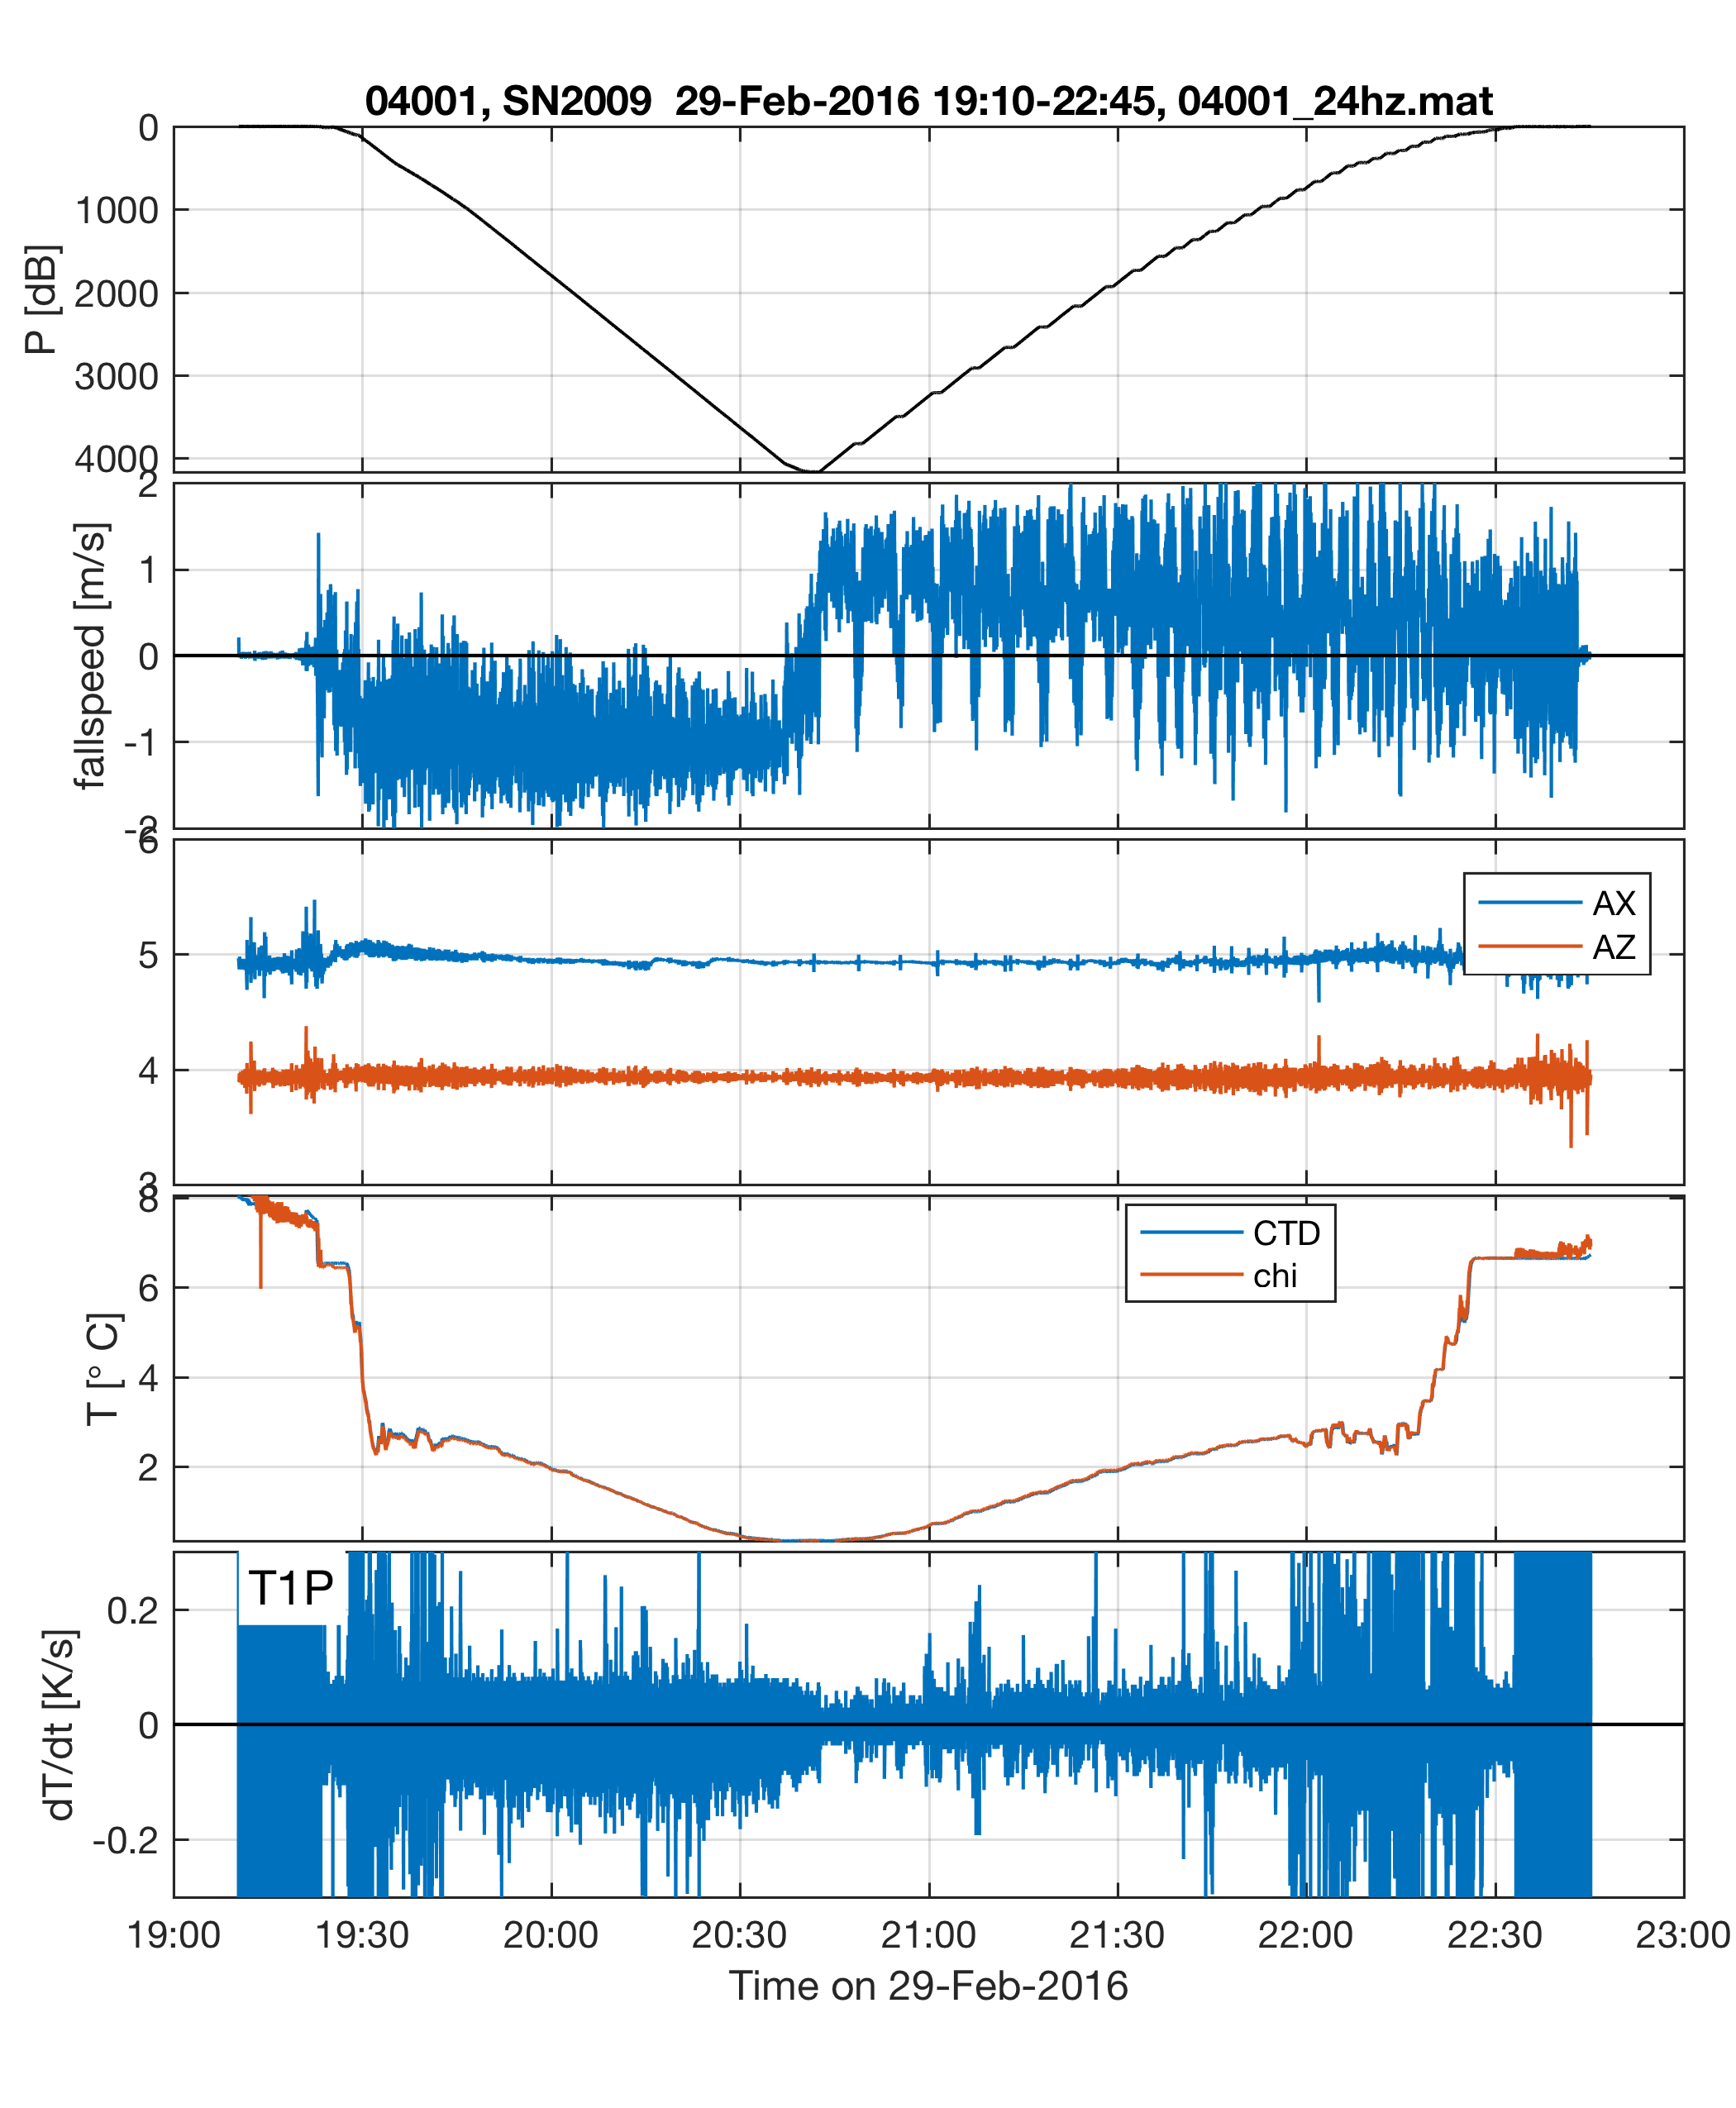 04001, SN2009  29-Feb-2016 19:10-22:45, 04001_24hz.mat
0
1000
2000
3000
4000
P [dB]
2
1
0
-1
-2
fallspeed [m/s]
6
5
4
3
AX
AZ
8
6
4
2
T [° C]
CTD
chi
T1P
0.2
0
-0.2
dT/dt [K/s]
19:00 19:30 20:00 20:30 21:00 21:30 22:00 22:30 23:00
Time on 29-Feb-2016